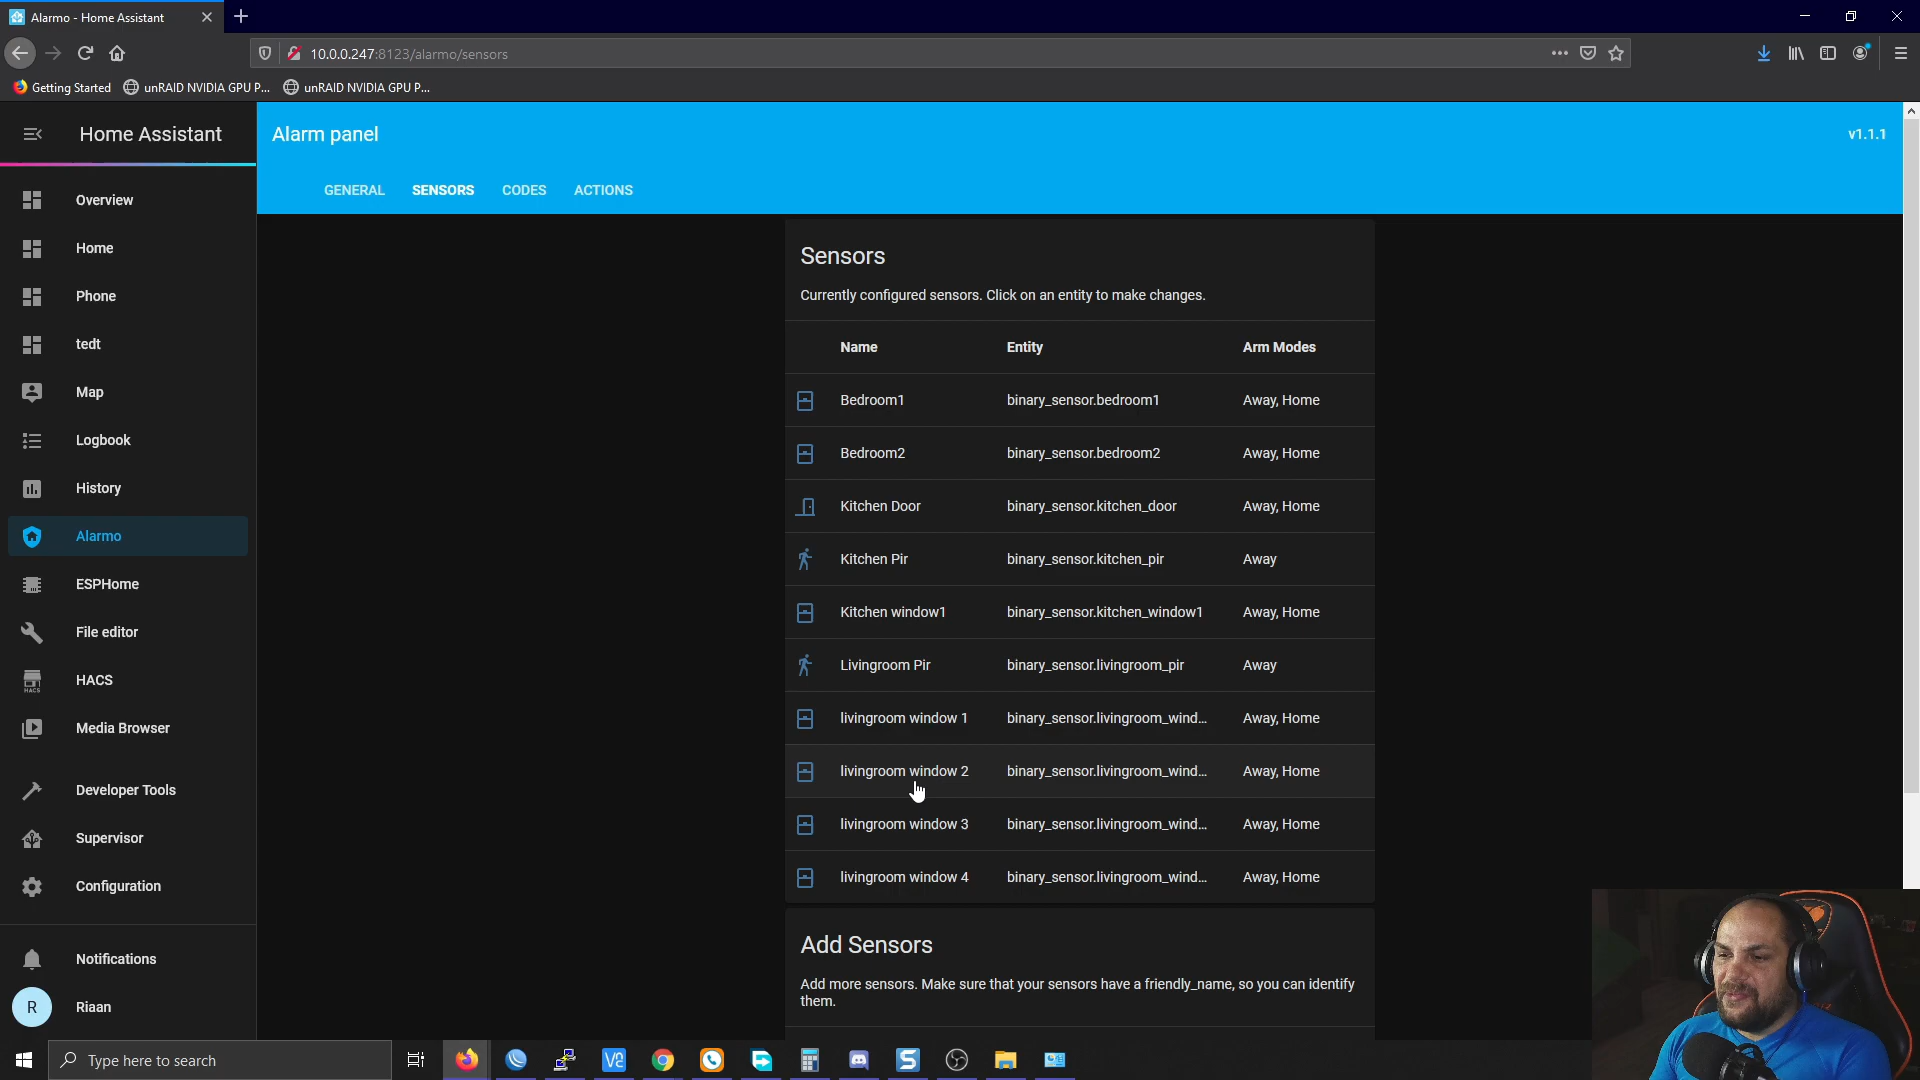 Alarmo - Home Assistant
10.0.0.247:8123/alarmo/sensors
Getting Started
unRAID NVIDIA GPU P...
unRAID NVIDIA GPU P...
Home Assistant
Alarm panel
v1.1.1
GENERAL
SENSORS
CODES
ACTIONS
Overview
Home
Phone
tedt
Map
Logbook
History
Alarmo
ESPHome
File editor
HACS
HACS
Media Browser
Developer Tools
Supervisor
Configuration
Notifications
R
Riaan
Sensors
Currently configured sensors. Click on an entity to make changes.
Name Entity Arm Modes
Bedroom1 binary_sensor.bedroom1 Away, Home
Bedroom2 binary_sensor.bedroom2 Away, Home
Kitchen Door binary_sensor.kitchen_door Away, Home
Kitchen Pir binary_sensor.kitchen_pir Away
Kitchen window1 binary_sensor.kitchen_window1 Away, Home
Livingroom Pir binary_sensor.livingroom_pir Away
livingroom window 1 binary_sensor.livingroom_wind... Away, Home
livingroom window 2 binary_sensor.livingroom_wind... Away, Home
livingroom window 3 binary_sensor.livingroom_wind... Away, Home
livingroom window 4 binary_sensor.livingroom_wind... Away, Home
Add Sensors
Add more sensors. Make sure that your sensors have a friendly_name, so you can identify
them.
Type here to search